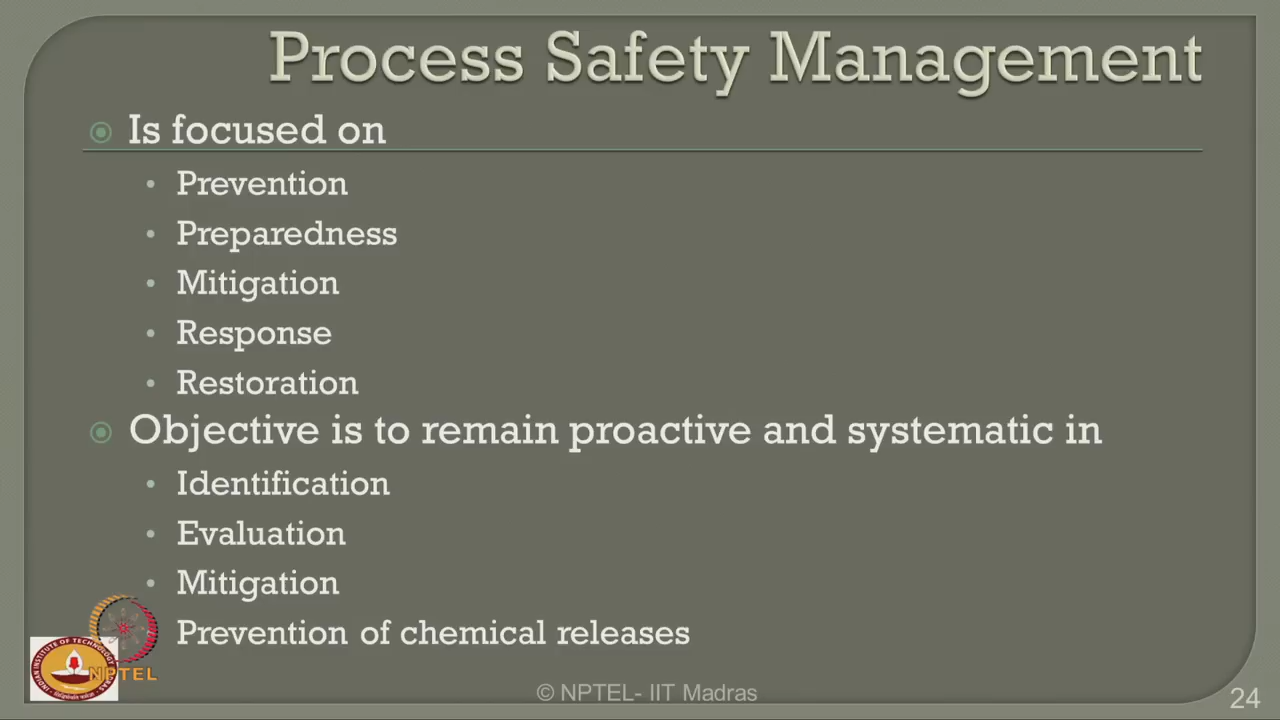 Process Safety Management
Is focused on
Prevention
Preparedness
Mitigation
Response
Restoration
Objective is to remain proactive and systematic in
Identification
Evaluation
Mitigation
Prevention of chemical releases
NPTEL
© NPTEL- IIT Madras
24